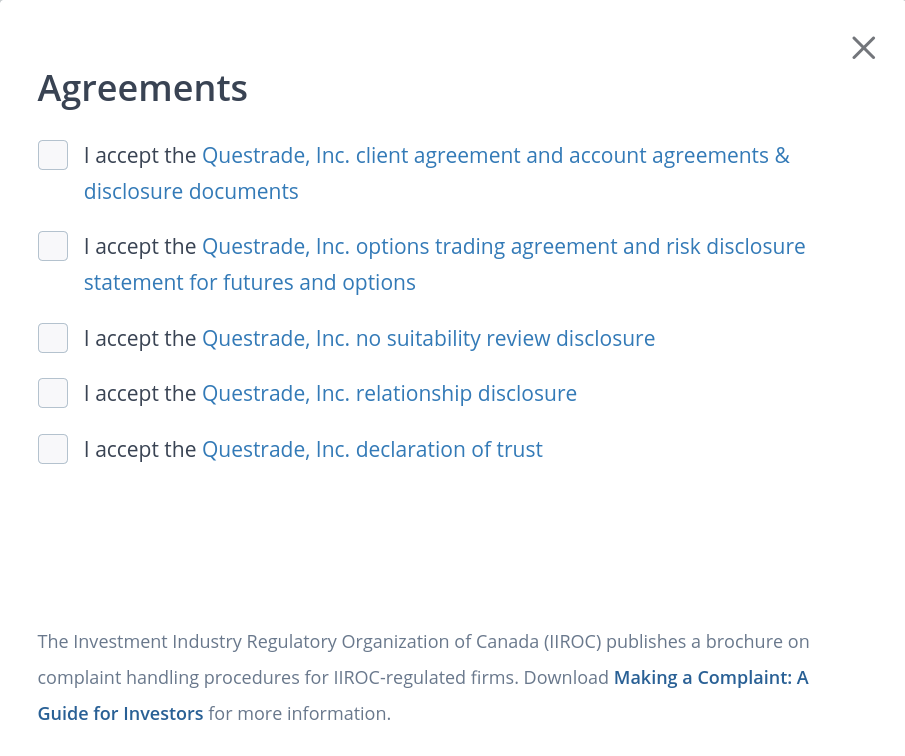 Agreements
I accept the Questrade, Inc. client agreement and account agreements &
disclosure documents
I accept the Questrade, Inc. options trading agreement and risk disclosure
statement for futures and options
I accept the Questrade, Inc. no suitability review disclosure
I accept the Questrade, Inc. relationship disclosure
I accept the Questrade, Inc. declaration of trust
The Investment Industry Regulatory Organization of Canada (IIROC) publishes a brochure on
complaint handling procedures for IIROC-regulated firms. Download Making a Complaint: A
Guide for Investors for more information.